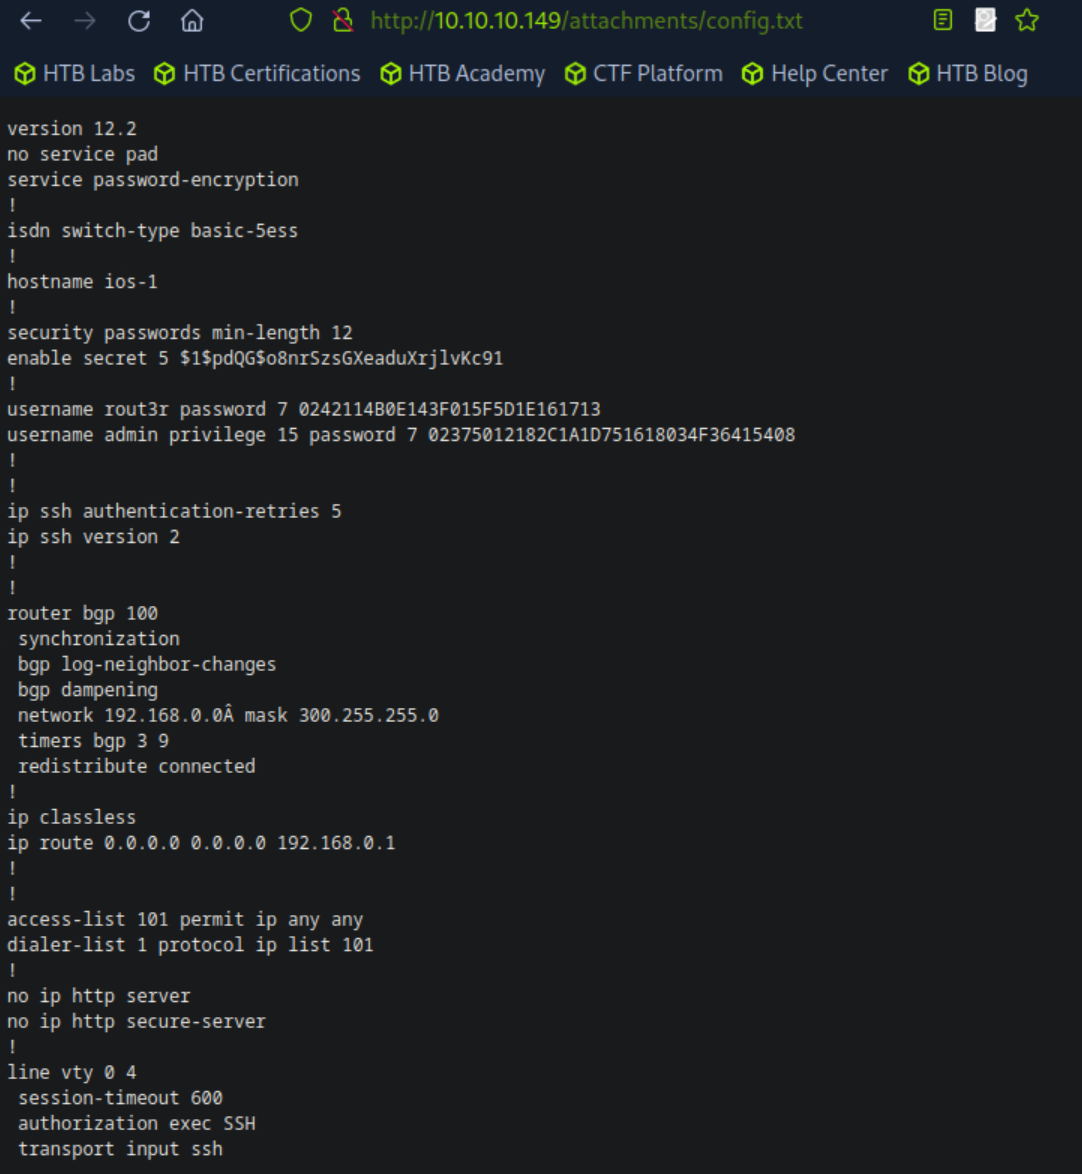 http://10.10.10.149/attachments/config.txt
HTB Labs HTB Certifications HTB Academy CTF Platform Help Center HTB Blog
version 12.2
no service pad
service password-encryption
!
isdn switch-type basic-5ess
!
hostname ios-1
!
security passwords min-length 12
enable secret 5 $1$pdQG$o8nrSzsGXeaduXrjlvKc91
!
username rout3r password 7 0242114B0E143F015F5D1E161713
username admin privilege 15 password 7 02375012182C1A1D751618034F36415408
!
!
ip ssh authentication-retries 5
ip ssh version 2
!
!
router bgp 100
 synchronization
 bgp log-neighbor-changes
 bgp dampening
 network 192.168.0.0Â mask 300.255.255.0
 timers bgp 3 9
 redistribute connected
!
ip classless
ip route 0.0.0.0 0.0.0.0 192.168.0.1
!
!
access-list 101 permit ip any any
dialer-list 1 protocol ip list 101
!
no ip http server
no ip http secure-server
!
line vty 0 4
 session-timeout 600
 authorization exec SSH
 transport input ssh